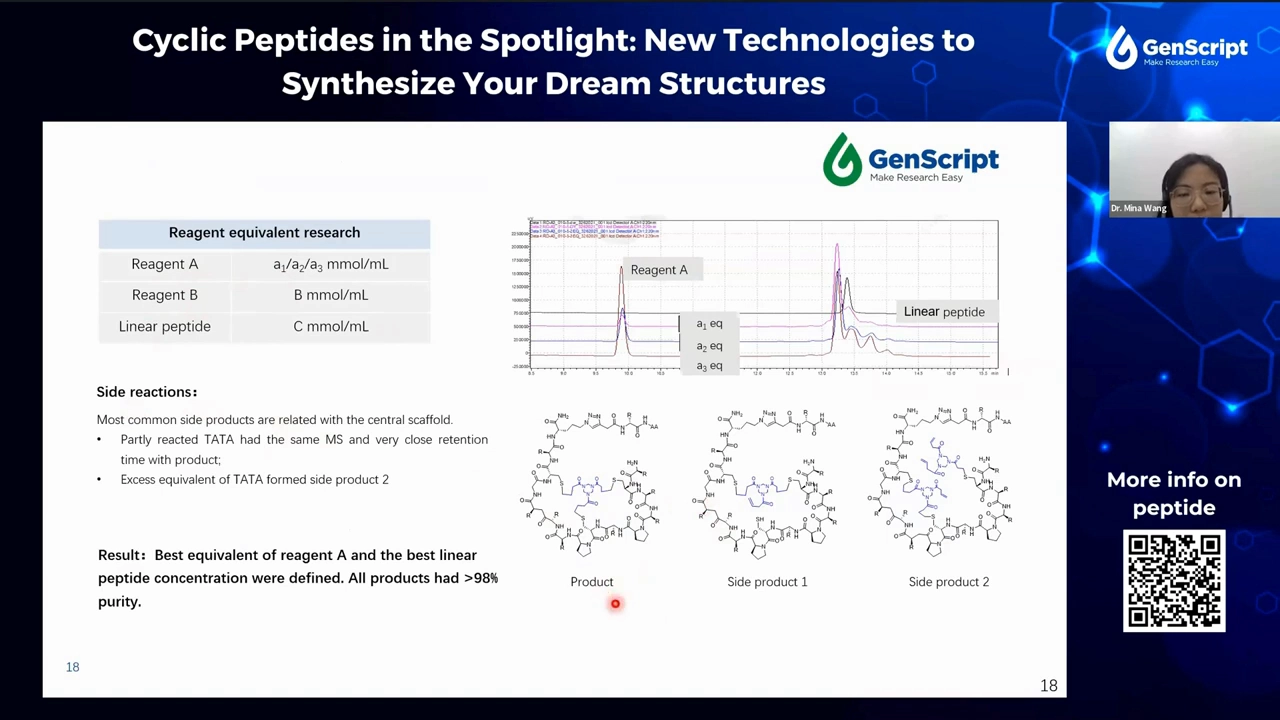 Cyclic Peptides in the Spotlight: New Technologies to
Synthesize Your Dream Structures
GenScript
Make Research Easy
GenScript
Make Research Easy
Dr. Mina Wang
Reagent equivalent research
Reagent A a1/a2/a3 mmol/mL
Reagent B B mmol/mL
Linear peptide C mmol/mL
Reagent A
Linear peptide
a1 eq
a2 eq
a3 eq
Side reactions:
Most common side products are related with the central scaffold.
• Partly reacted TATA had the same MS and very close retention
time with product;
• Excess equivalent of TATA formed side product 2
Result: Best equivalent of reagent A and the best linear
peptide concentration were defined. All products had >98%
purity.
Product
Side product 1
Side product 2
More info on
peptide
18
18